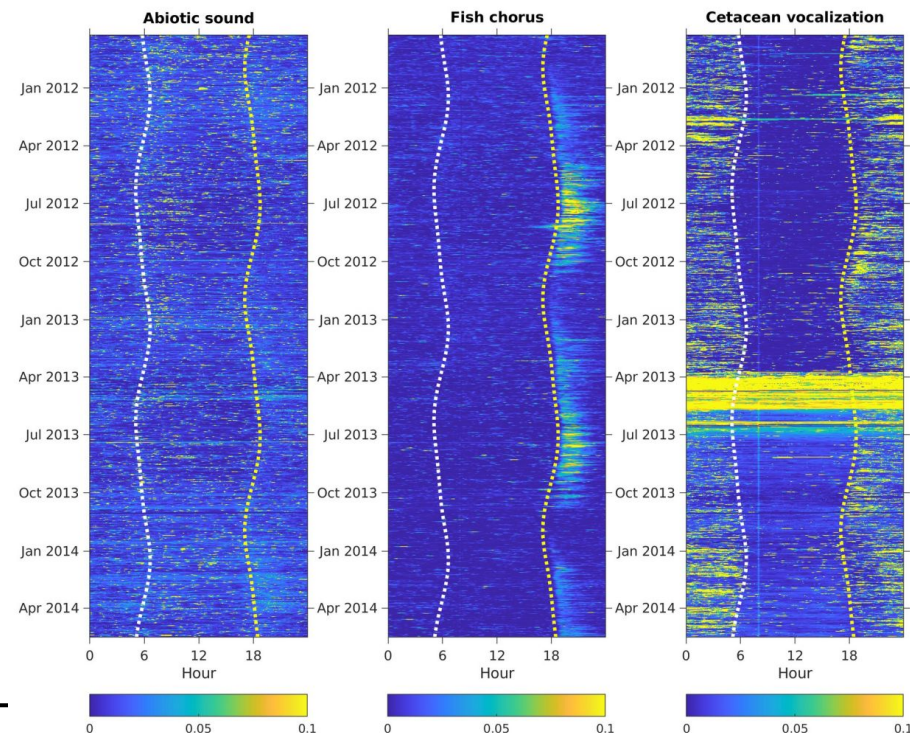 Abiotic sound
Jan 2012
Apr 2012
Jul 2012
Oct 2012
Jan 2013
Apr 2013
Jul 2013
Oct 2013
Jan 2014
Apr 2014
0 6 12 18
Hour
0 0.05 0.1
Fish chorus
Jan 2012
Apr 2012
Jul 2012
Oct 2012
Jan 2013
Apr 2013
Jul 2013
Oct 2013
Jan 2014
Apr 2014
0 6 12 18
Hour
0 0.05 0.1
Cetacean vocalization
Jan 2012
Apr 2012
Jul 2012
Oct 2012
Jan 2013
Apr 2013
Jul 2013
Oct 2013
Jan 2014
Apr 2014
0 6 12 18
Hour
0 0.05 0.1